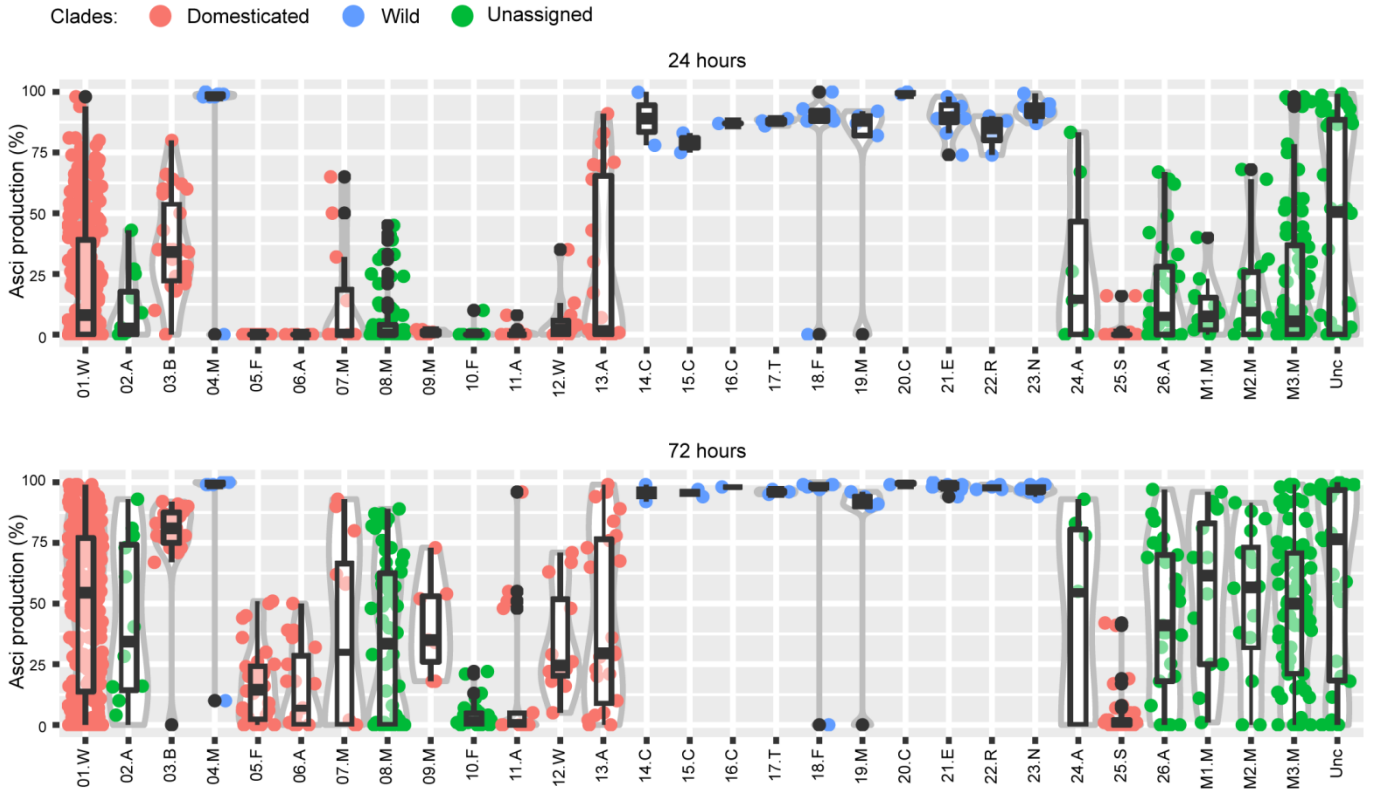 Clades: Domesticated Wild Unassigned
24 hours
Asci production (%)
100
75
50
25
0
01.W 02.A 03.B 04.M 05.F 06.A 07.M 08.M 09.M 10.F 11.A 12.W 13.A 14.C 15.C 16.C 17.T 18.F 19.M 20.C 21.E 22.R 23.N 24.A 25.S 26.A M1.M M2.M M3.M Unc
72 hours
Asci production (%)
100
75
50
25
0
01.W 02.A 03.B 04.M 05.F 06.A 07.M 08.M 09.M 10.F 11.A 12.W 13.A 14.C 15.C 16.C 17.T 18.F 19.M 20.C 21.E 22.R 23.N 24.A 25.S 26.A M1.M M2.M M3.M Unc